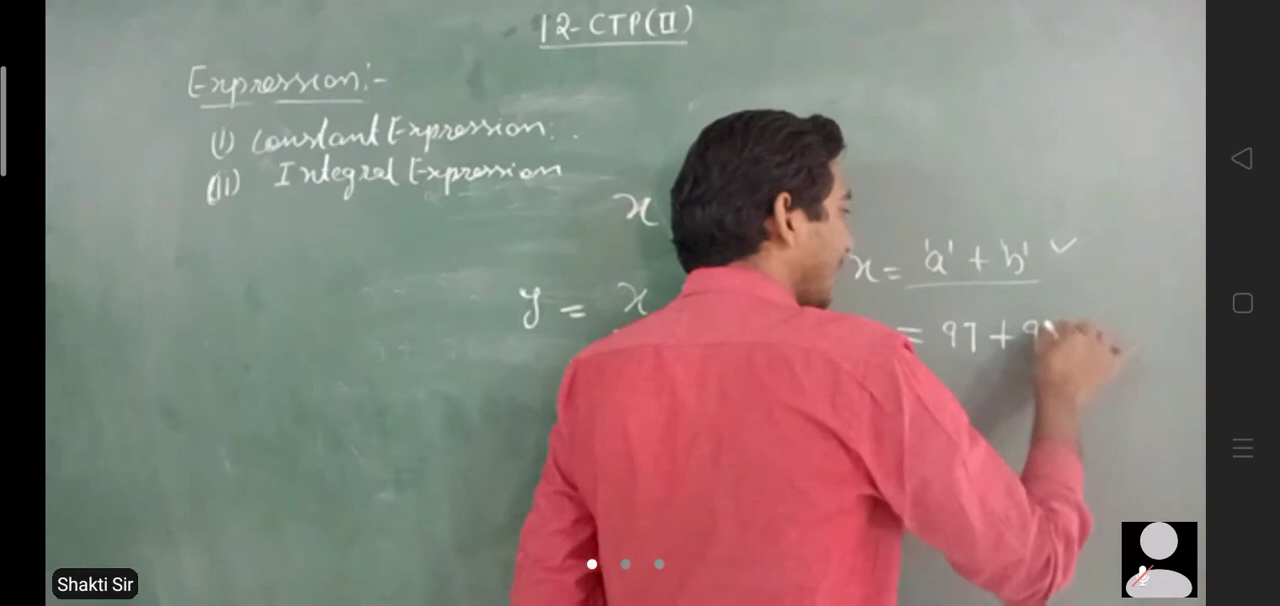 12-CTP(II)
Expression:-
(i) Constant Expression:
(ii) Integral Expression
x
x = 'a' + 'b' ✓
y = x
= 97 + 9
Shakti Sir